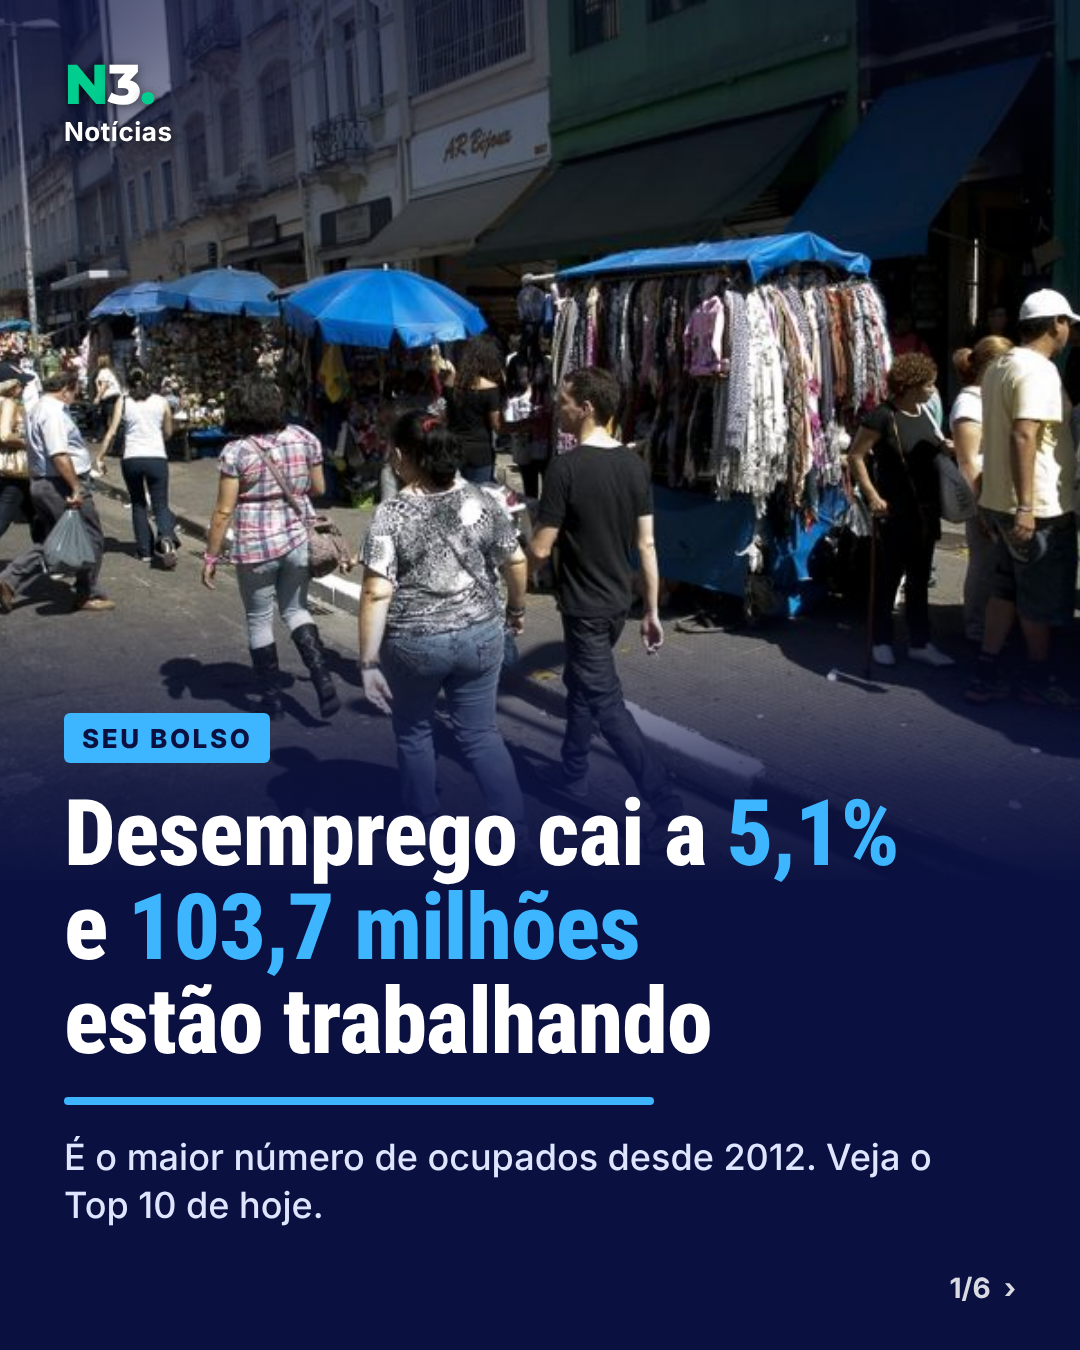 N3.
Notícias
AR Bijoux
SEU BOLSO
Desemprego cai a 5,1%
e 103,7 milhões
estão trabalhando
É o maior número de ocupados desde 2012. Veja o
Top 10 de hoje.
1/6 ›